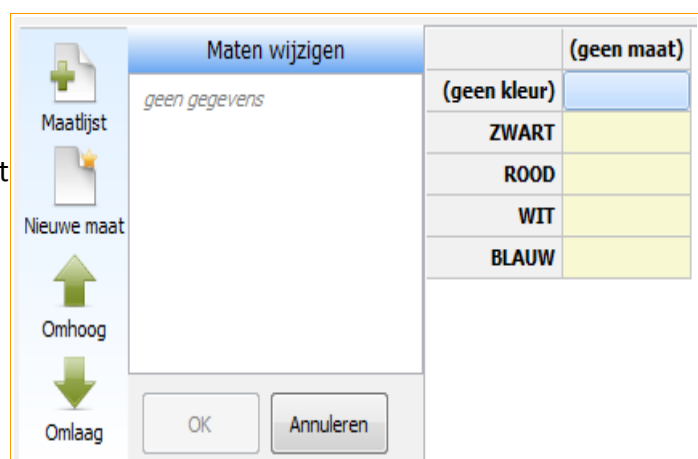 Maten wijzigen
geen gegevens
Maatlijst
t
Nieuwe maat
Omhoog
Omlaag
OK
Annuleren
(geen maat)
(geen kleur)
ZWART
ROOD
WIT
BLAUW